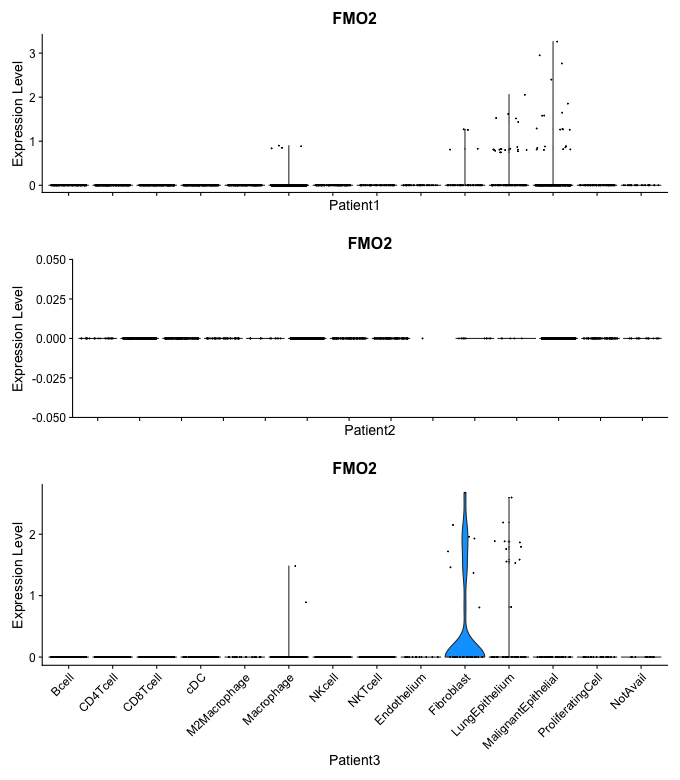 FMO2
Expression Level
3
2
1
0
Patient1
FMO2
Expression Level
0.050
0.025
0.000
-0.025
-0.050
Patient2
FMO2
Expression Level
2
1
0
Bcell
CD4Tcell
CD8Tcell
cDC
M2Macrophage
Macrophage
NKcell
NKTcell
Endothelium
Fibroblast
LungEpithelium
MalignantEpithelial
ProliferatingCell
NotAvail
Patient3